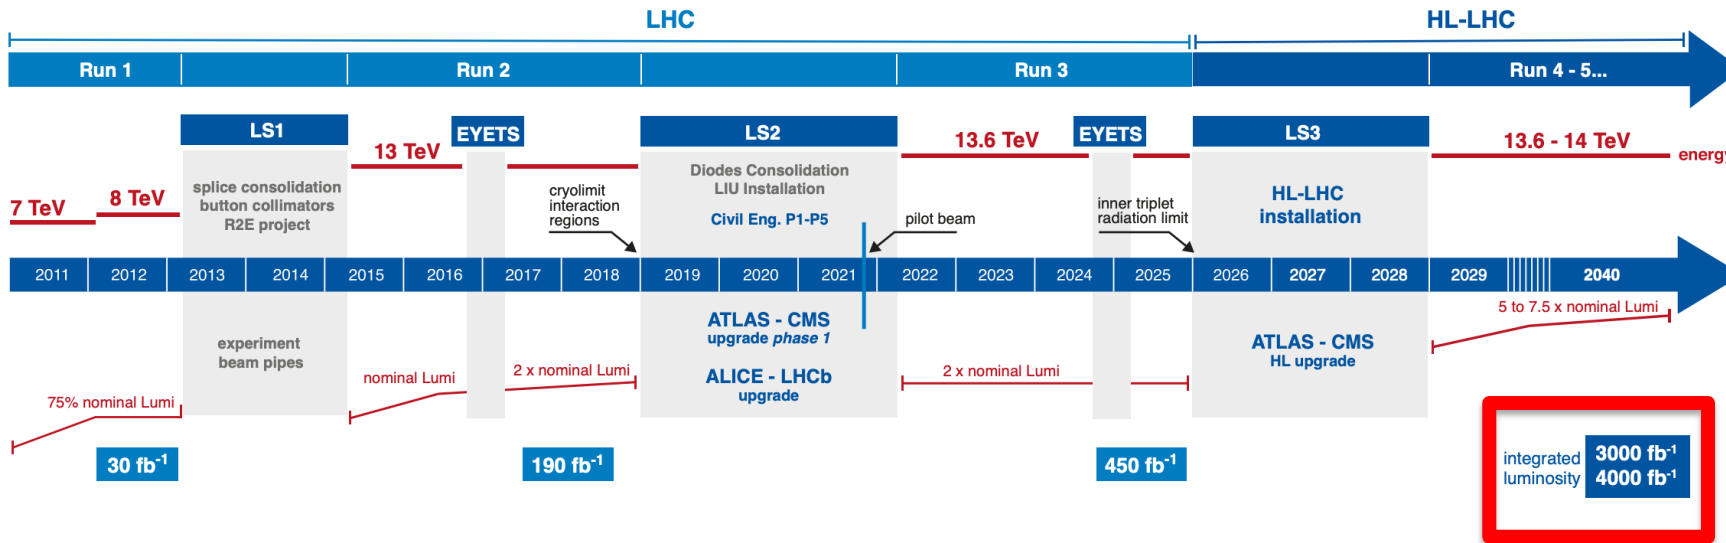 LHC
HL-LHC
Run 1
Run 2
Run 3
Run 4 - 5...
LS1
EYETS
LS2
EYETS
LS3
13 TeV
13.6 TeV
13.6 - 14 TeV
energy
7 TeV
8 TeV
splice consolidation
button collimators
R2E project
cryolimit
interaction
regions
Diodes Consolidation
LIU Installation
Civil Eng. P1-P5
pilot beam
inner triplet
radiation limit
HL-LHC
installation
2011
2012
2013
2014
2015
2016
2017
2018
2019
2020
2021
2022
2023
2024
2025
2026
2027
2028
2029
2040
5 to 7.5 x nominal Lumi
experiment
beam pipes
ATLAS - CMS
upgrade phase 1
ALICE - LHCb
upgrade
ATLAS - CMS
HL upgrade
75% nominal Lumi
nominal Lumi
2 x nominal Lumi
2 x nominal Lumi
30 fb⁻¹
190 fb⁻¹
450 fb⁻¹
integrated
luminosity
3000 fb⁻¹
4000 fb⁻¹